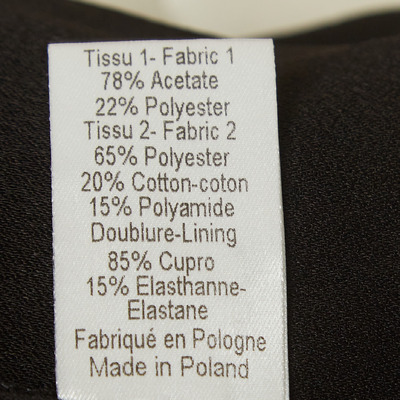 Tissu 1- Fabric 1
78% Acetate
22% Polyester
Tissu 2- Fabric 2
65% Polyester
20% Cotton-coton
15% Polyamide
Doublure-Lining
85% Cupro
15% Elasthanne-
Elastane
Fabriqué en Pologne
Made in Poland